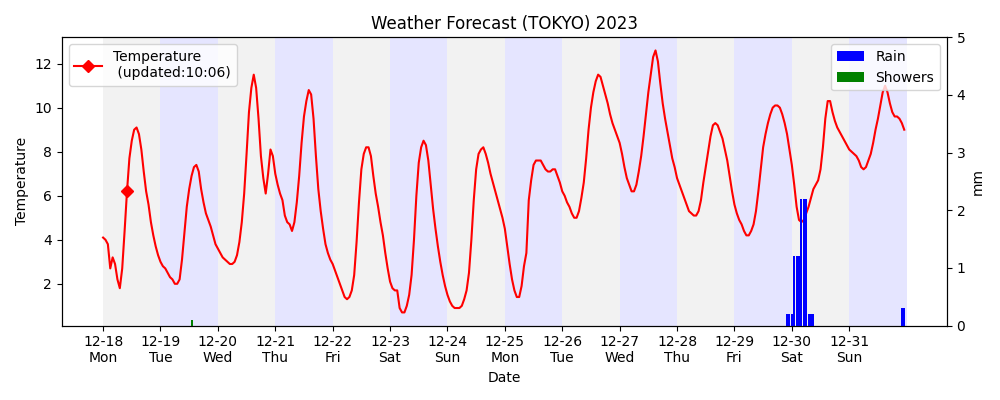 Weather Forecast (TOKYO) 2023
Temperature
(updated:10:06)
Rain
Showers
Temperature
12
10
8
6
4
2
5
4
3
2
1
0
mm
12-18 12-19 12-20 12-21 12-22 12-23 12-24 12-25 12-26 12-27 12-28 12-29 12-30 12-31
Mon Tue Wed Thu Fri Sat Sun Mon Tue Wed Thu Fri Sat Sun
Date